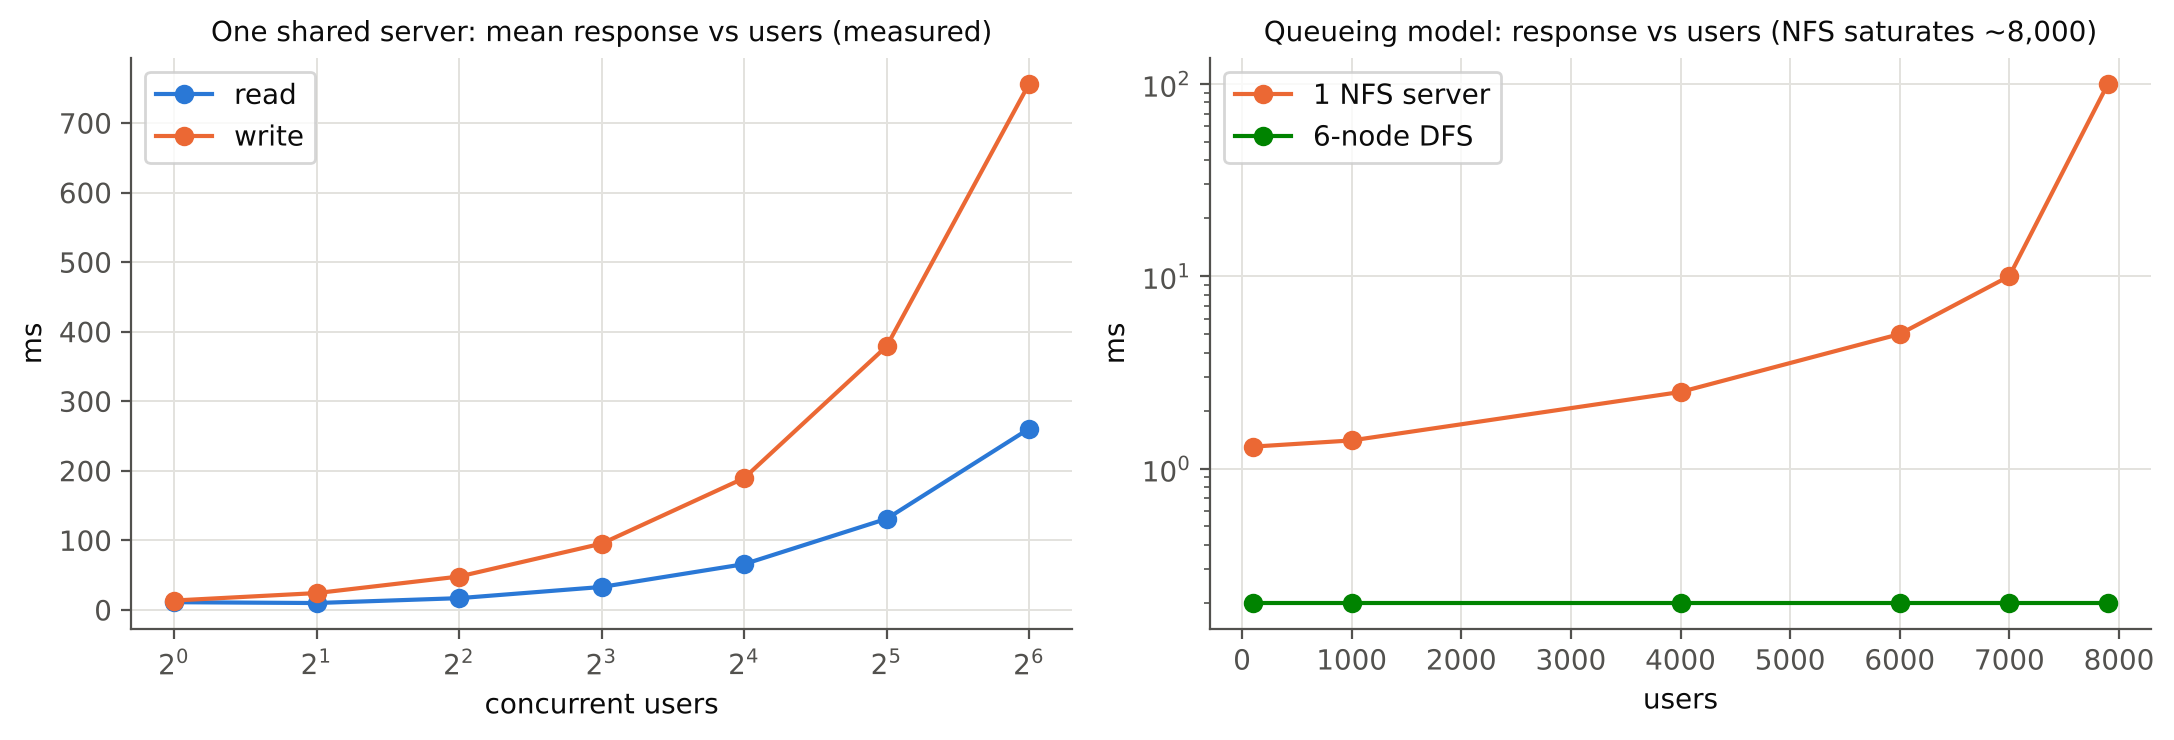 One shared server: mean response vs users (measured)
read
write
ms
700
600
500
400
300
200
100
0
2^0 2^1 2^2 2^3 2^4 2^5 2^6
concurrent users
Queueing model: response vs users (NFS saturates ~8,000)
1 NFS server
6-node DFS
ms
10^2
10^1
10^0
0 1000 2000 3000 4000 5000 6000 7000 8000
users